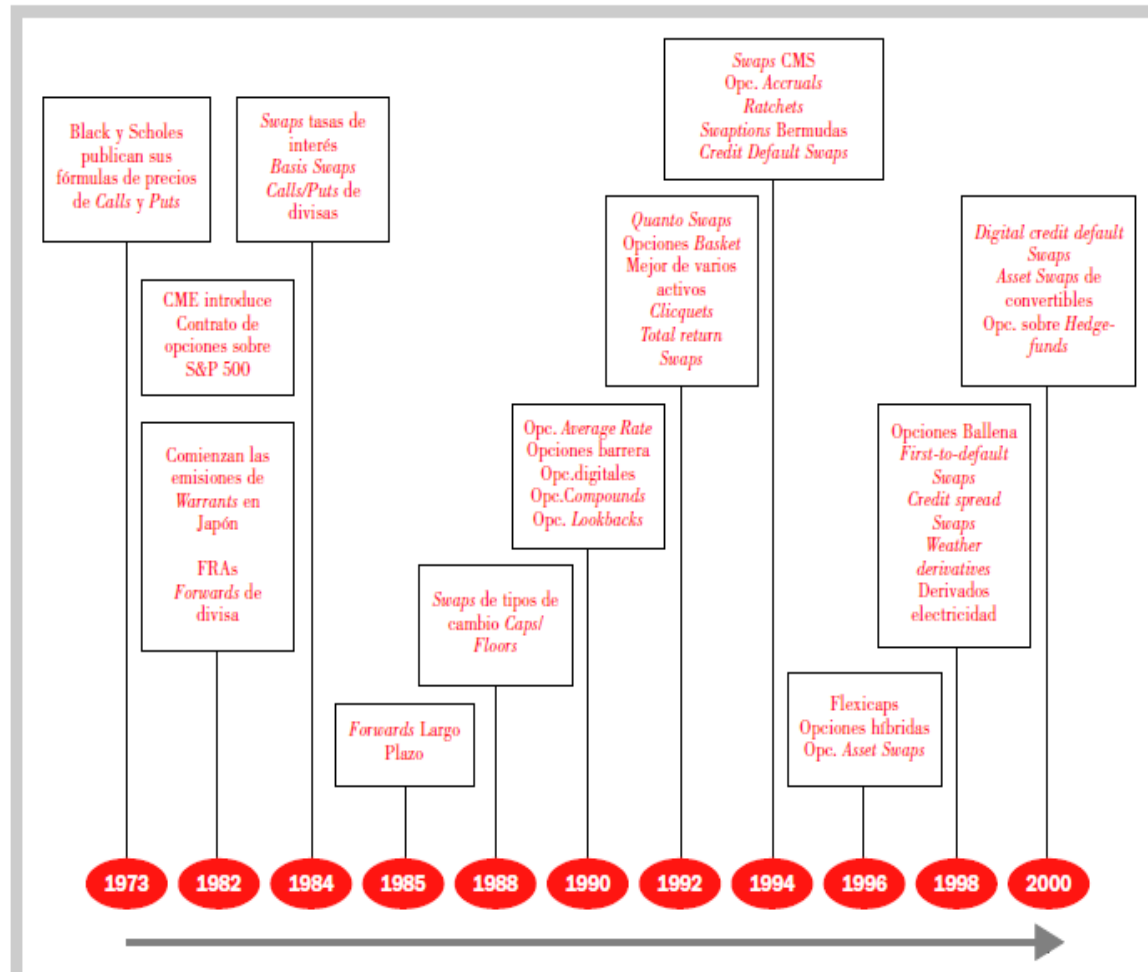 Black y Scholes
publican sus
fórmulas de precios
de Calls y Puts
CME introduce
Contrato de
opciones sobre
S&P 500
Comienzan las
emisiones de
Warrants en
Japón
FRAs
Forwards de
divisa
Swaps tasas de
interés
Basis Swaps
Calls/Puts de
divisas
Forwards Largo
Plazo
Swaps de tipos de
cambio Caps/
Floors
Opc. Average Rate
Opciones barrera
Opc.digitales
Opc.Compounds
Opc. Lookbacks
Quanto Swaps
Opciones Basket
Mejor de varios
activos
Clicquets
Total return
Swaps
Swaps CMS
Opc. Accruals
Ratchets
Swaptions Bermudas
Credit Default Swaps
Flexicaps
Opciones híbridas
Opc. Asset Swaps
Opciones Ballena
First-to-default
Swaps
Credit spread
Swaps
Weather
derivatives
Derivados
electricidad
Digital credit default
Swaps
Asset Swaps de
convertibles
Opc. sobre Hedge-
funds
1973 1982 1984 1985 1988 1990 1992 1994 1996 1998 2000